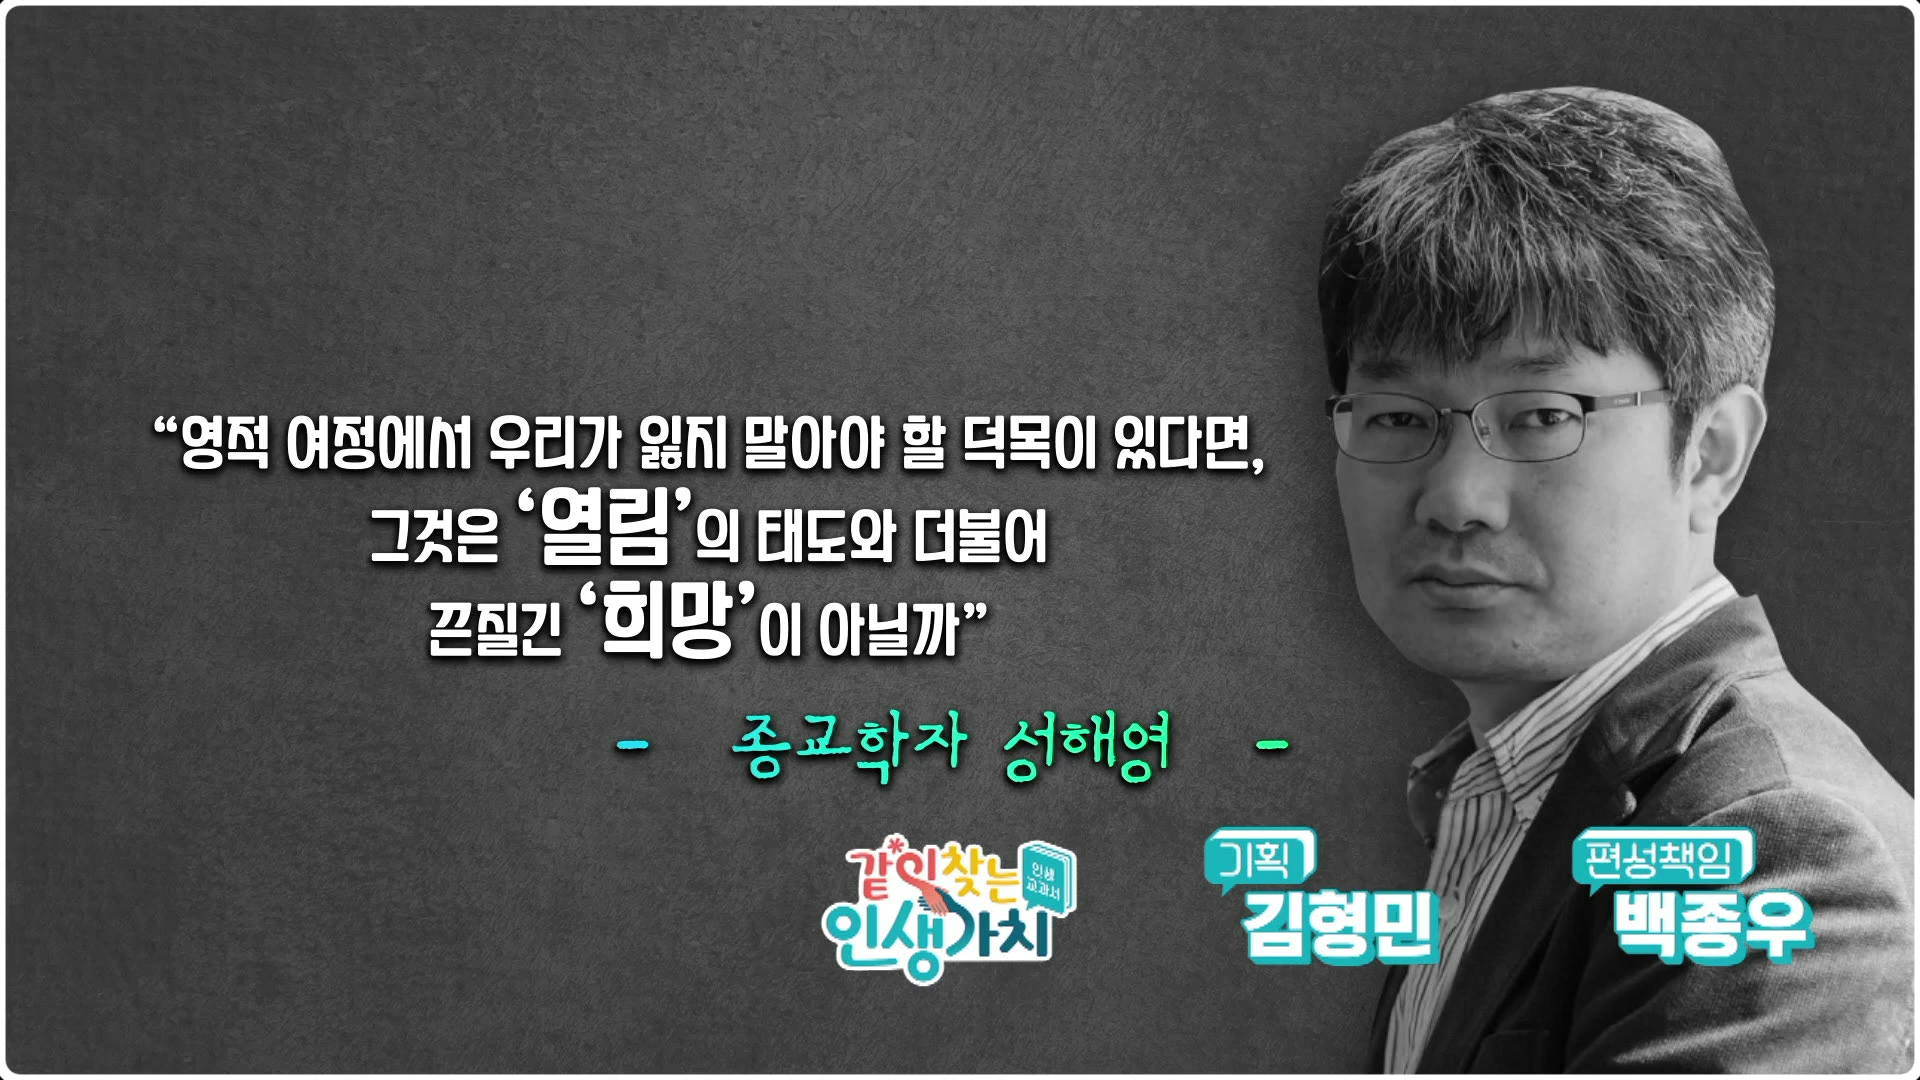 “영적 여정에서 우리가 잃지 말아야 할 덕목이 있다면,
그것은 ‘열림’의 태도와 더불어
끈질긴 ‘희망’이 아닐까”
- 종교학자 성해영 -
같이 찾는
인생
교과서
인생가치
기획
김형민
편성책임
백종우